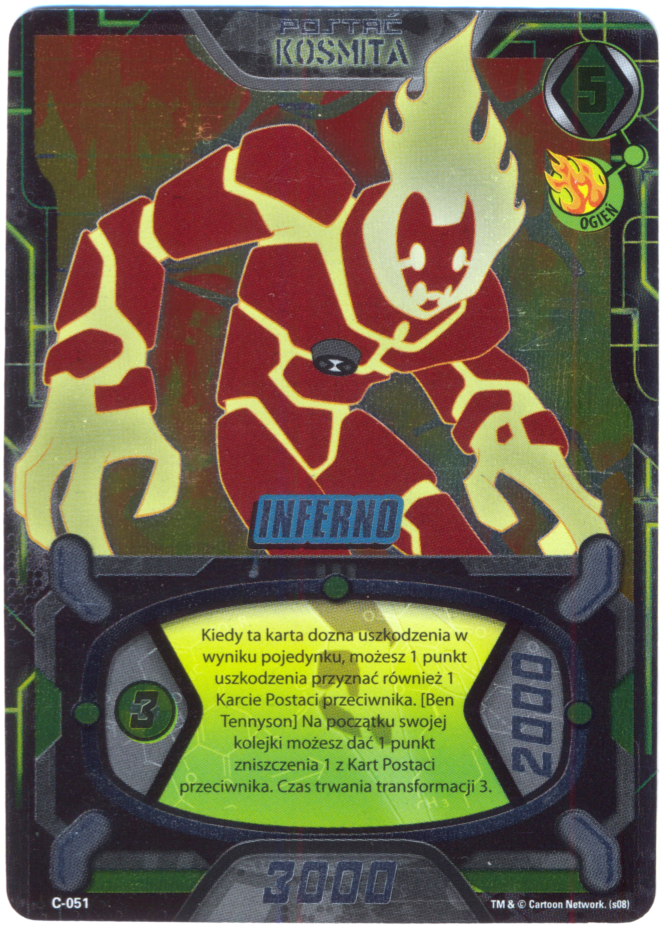 POSTAĆ
KOSMITA
5
OGIEŃ
INFERNO
Kiedy ta karta dozna uszkodzenia w
wyniku pojedynku, możesz 1 punkt
uszkodzenia przyznać również 1
Karcie Postaci przeciwnika. [Ben
Tennyson] Na początku swojej
kolejki możesz dać 1 punkt
zniszczenia 1 z Kart Postaci
przeciwnika. Czas trwania transformacji 3.
3
2000
3000
C-051
TM & © Cartoon Network. (s08)